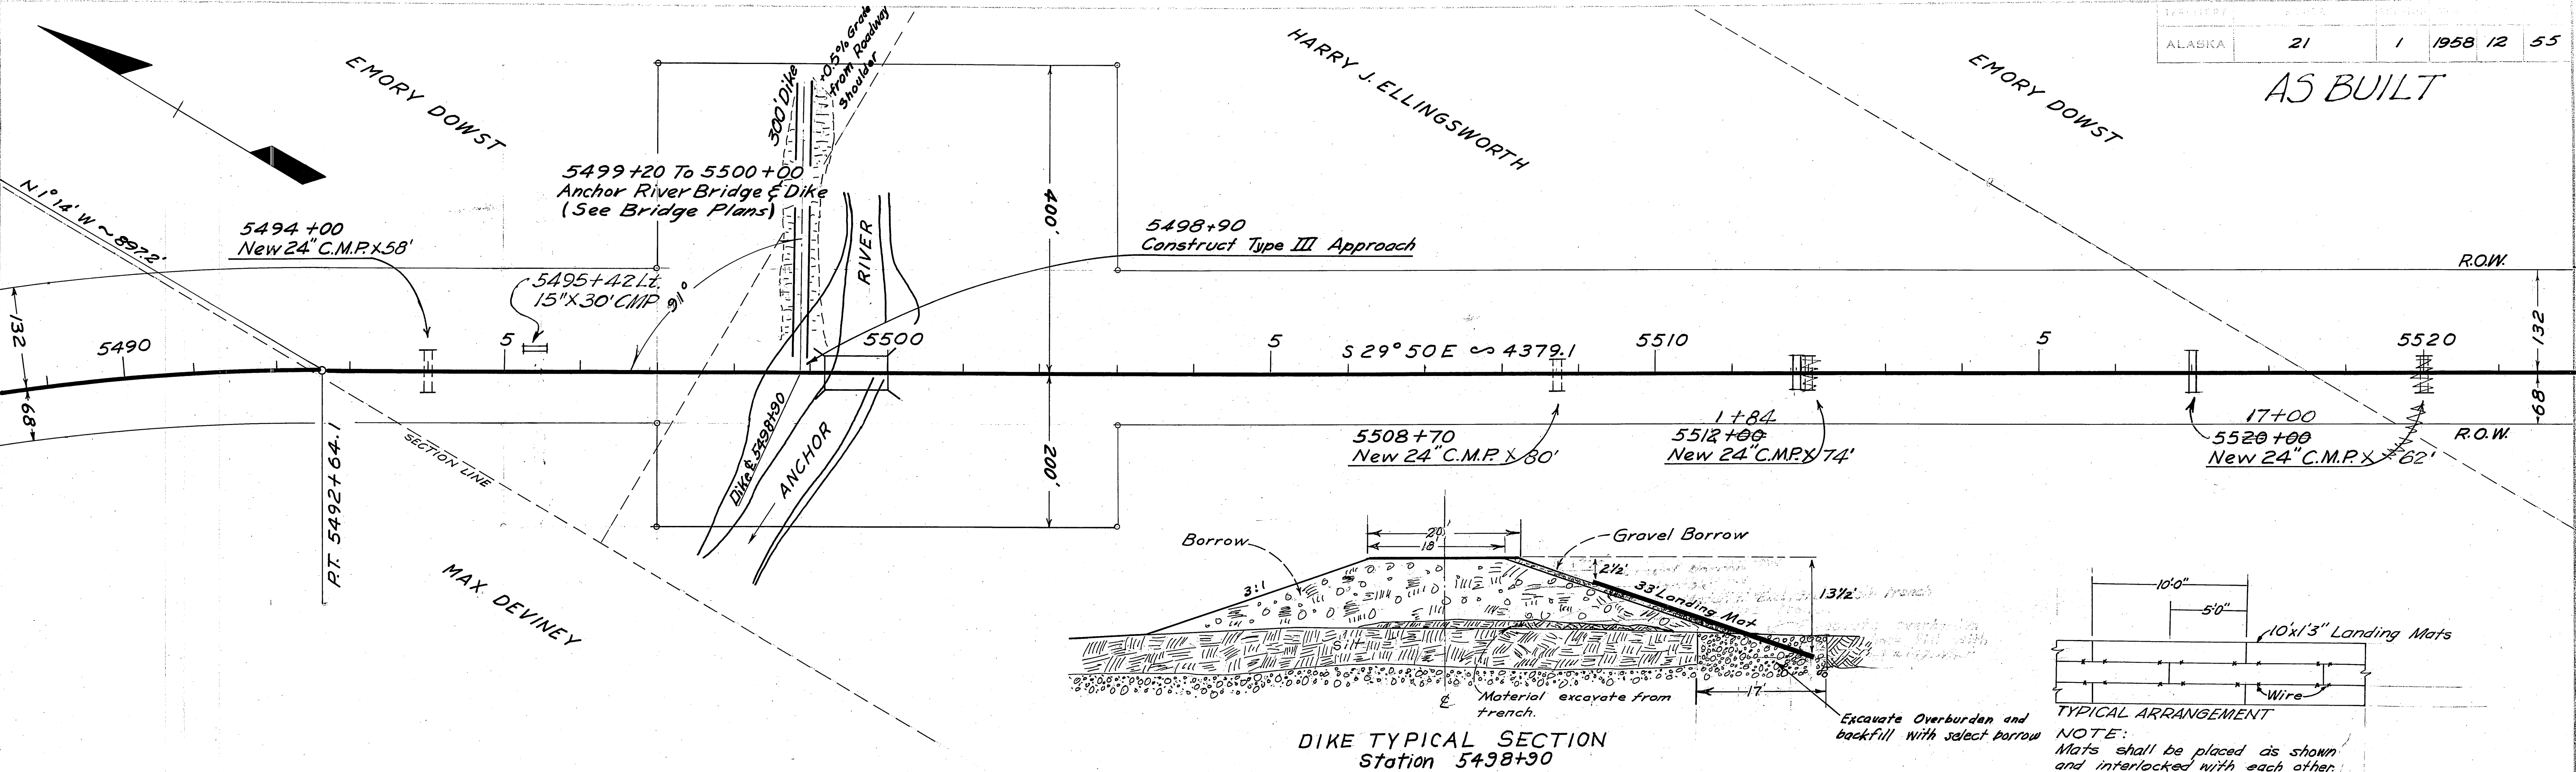 ALASKA 21 1 1958 12 55
AS BUILT
EMORY DOWST
HARRY J. ELLINGSWORTH
EMORY DOWST
300' Dike
+0.5% Grade
from Roadway
Shoulder
5499+20 To 5500+00
Anchor River Bridge & Dike
(See Bridge Plans)
N 1° 14' W ~ 897.2'
5494+00
New 24" C.M.P. X 58'
5495+42 Lt.
15" X 30' CMP
91°
RIVER
400'
5498+90
Construct Type III Approach
R.O.W.
132
68
5490
5
5500
5
S 29° 50 E ∽ 4379.1
5510
5
5520
132
68
P.T. 5492+64.1
SECTION LINE
Dike ℄ 5498+90
ANCHOR
200'
5508+70
New 24" C.M.P. X 80'
1+84
5512+00
New 24" C.M.P. X 74'
17+00
5520+00
New 24" C.M.P. X 62'
R.O.W.
MAX. DEVINEY
Borrow
20'
18'
Gravel Borrow
3:1
2½'
33' Landing Mat
13½'
Silt
17'
℄
Material excavate from
trench.
Excavate Overburden and
backfill with select borrow
DIKE TYPICAL SECTION
Station 5498+90
10'-0"
5'-0"
10'x1'3" Landing Mats
Wire
TYPICAL ARRANGEMENT
NOTE:
Mats shall be placed as shown
and interlocked with each other.